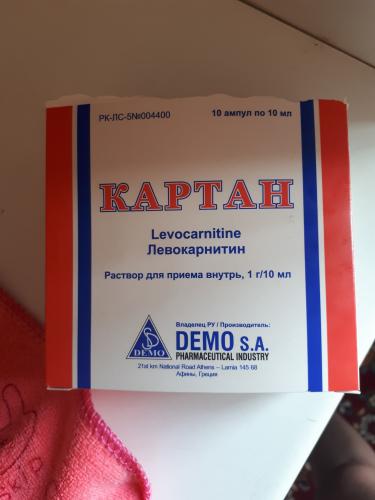 РК-ЛС-5№004400
10 ампул по 10 мл
КАРТАН
Levocarnitine
Левокарнитин
Раствор для приема внутрь, 1 г/10 мл
Владелец РУ / Производитель:
DEMO S.A.
PHARMACEUTICAL INDUSTRY
DEMO
21st km National Road Athens – Lamia 145 68
Афины, Греция